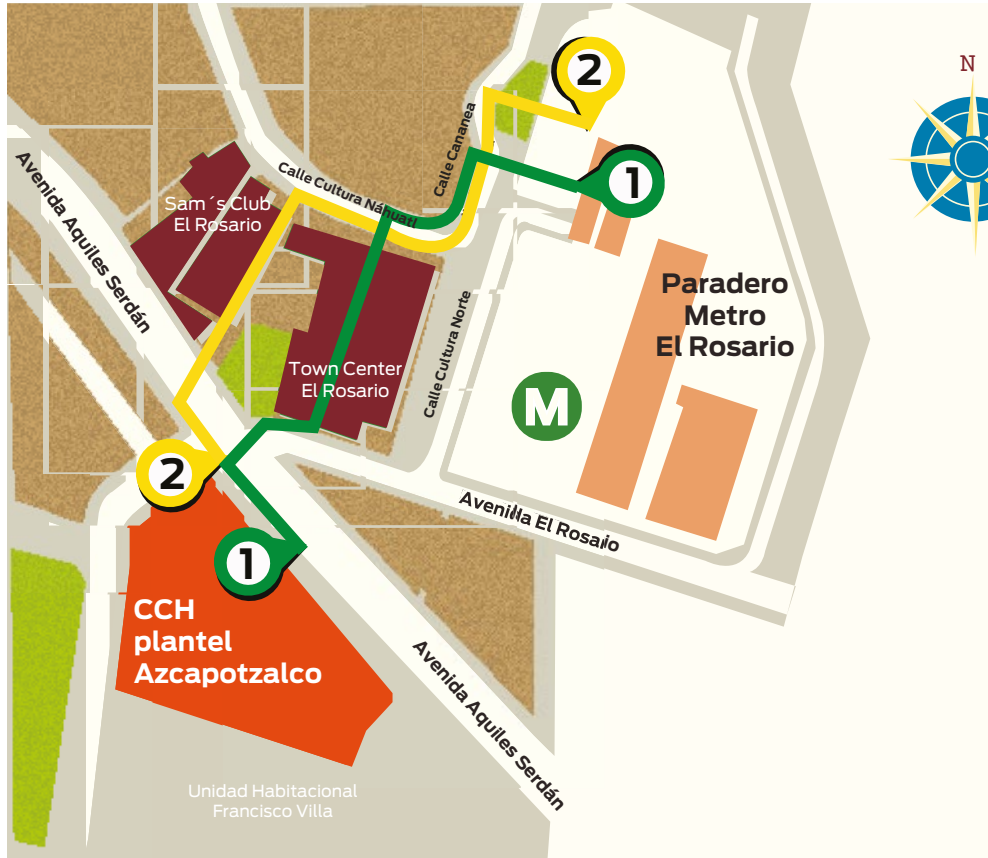 N
2
1
Calle Cananea
Calle Cultura Náhuatl
Avenida Aquiles Serdán
Sam ´s Club
El Rosario
Paradero
Metro
El Rosario
Town Center
El Rosario
Calle Cultura Norte
M
2
Avenida El Rosario
1
CCH
plantel
Azcapotzalco
Avenida Aquiles Serdán
Unidad Habitacional
Francisco Villa